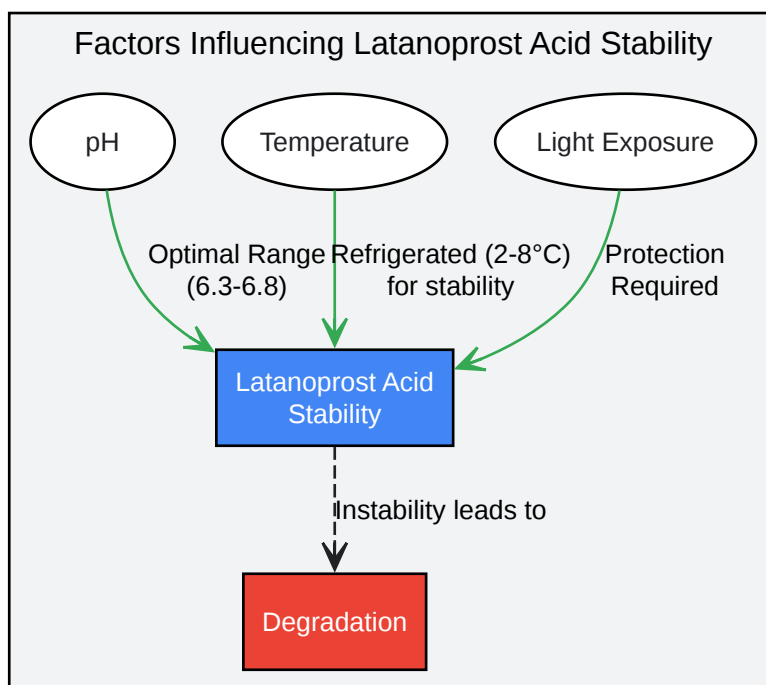 Factors Influencing Latanoprost Acid Stability
pH
Temperature
Light Exposure
Optimal Range
(6.3-6.8)
Refrigerated (2-8°C)
for stability
Protection
Required
Latanoprost Acid
Stability
Instability leads to
Degradation